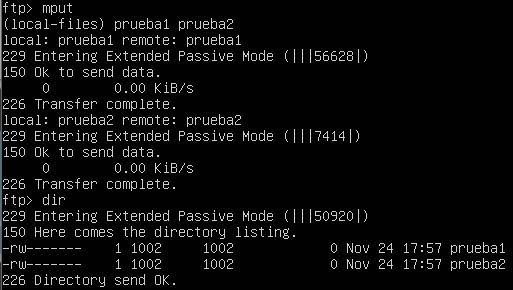 ftp> mput
(local-files) prueba1 prueba2
local: prueba1 remote: prueba1
229 Entering Extended Passive Mode (|||56628|)
150 Ok to send data.
     0        0.00 KiB/s
226 Transfer complete.
local: prueba2 remote: prueba2
229 Entering Extended Passive Mode (|||7414|)
150 Ok to send data.
     0        0.00 KiB/s
226 Transfer complete.
ftp> dir
229 Entering Extended Passive Mode (|||50920|)
150 Here comes the directory listing.
-rw-------    1 1002     1002            0 Nov 24 17:57 prueba1
-rw-------    1 1002     1002            0 Nov 24 17:57 prueba2
226 Directory send OK.